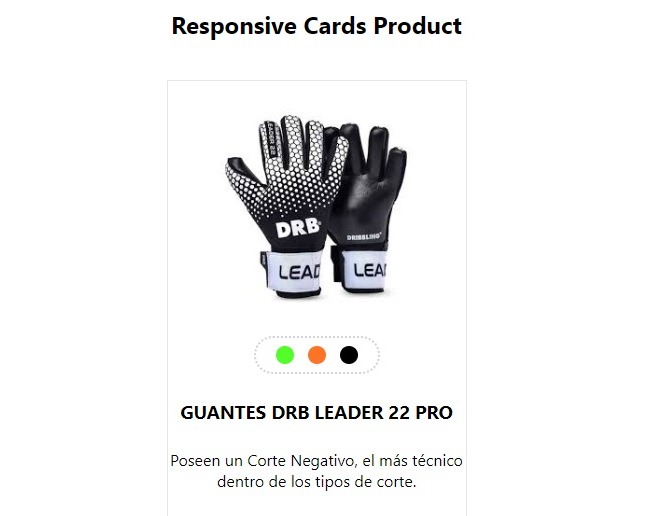 Responsive Cards Product
DRB
DRIBBLING
LEAD
LEAD
GUANTES DRB LEADER 22 PRO
Poseen un Corte Negativo, el más técnico
dentro de los tipos de corte.